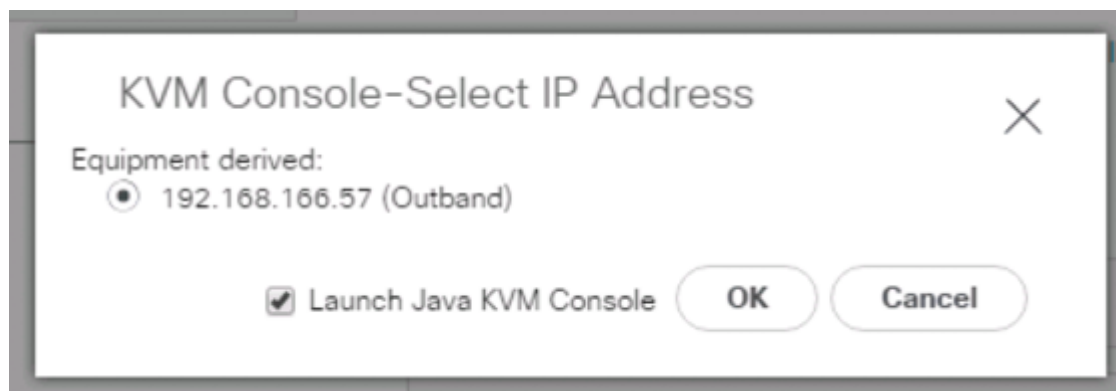 KVM Console-Select IP Address
Equipment derived:
192.168.166.57 (Outband)
Launch Java KVM Console OK Cancel